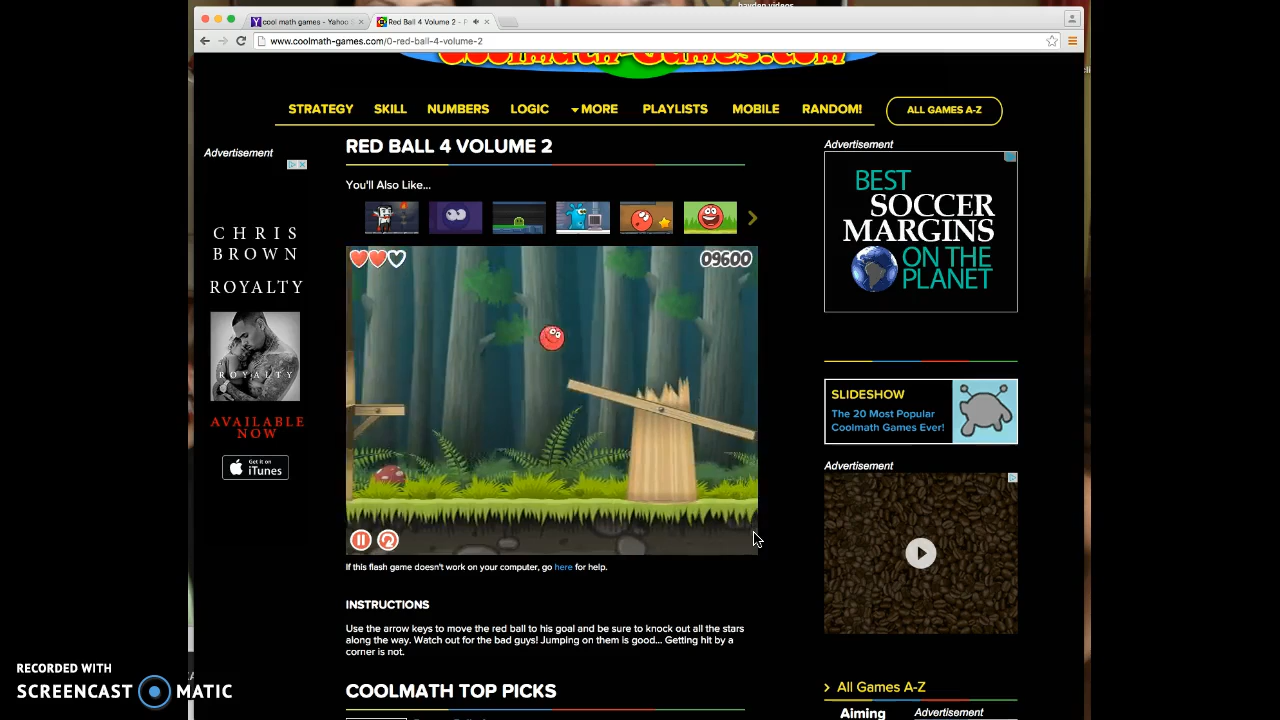 hayden videos
cool math games - Yahoo S
Red Ball 4 Volume 2 - P
www.coolmath-games.com/0-red-ball-4-volume-2
Coolmath-Games.com
STRATEGY SKILL NUMBERS LOGIC MORE PLAYLISTS MOBILE RANDOM! ALL GAMES A-Z
Advertisement
RED BALL 4 VOLUME 2
You'll Also Like...
09600
CHRIS
BROWN
ROYALTY
ROYALTY
AVAILABLE
NOW
Get it on
iTunes
If this flash game doesn't work on your computer, go here for help.
INSTRUCTIONS
Use the arrow keys to move the red ball to his goal and be sure to knock out all the stars
along the way. Watch out for the bad guys! Jumping on them is good... Getting hit by a
corner is not.
COOLMATH TOP PICKS
Advertisement
BEST
SOCCER
MARGINS
ON THE
PLANET
SLIDESHOW
The 20 Most Popular
Coolmath Games Ever!
Advertisement
All Games A-Z
Aiming
Advertisement
RECORDED WITH
SCREENCAST MATIC